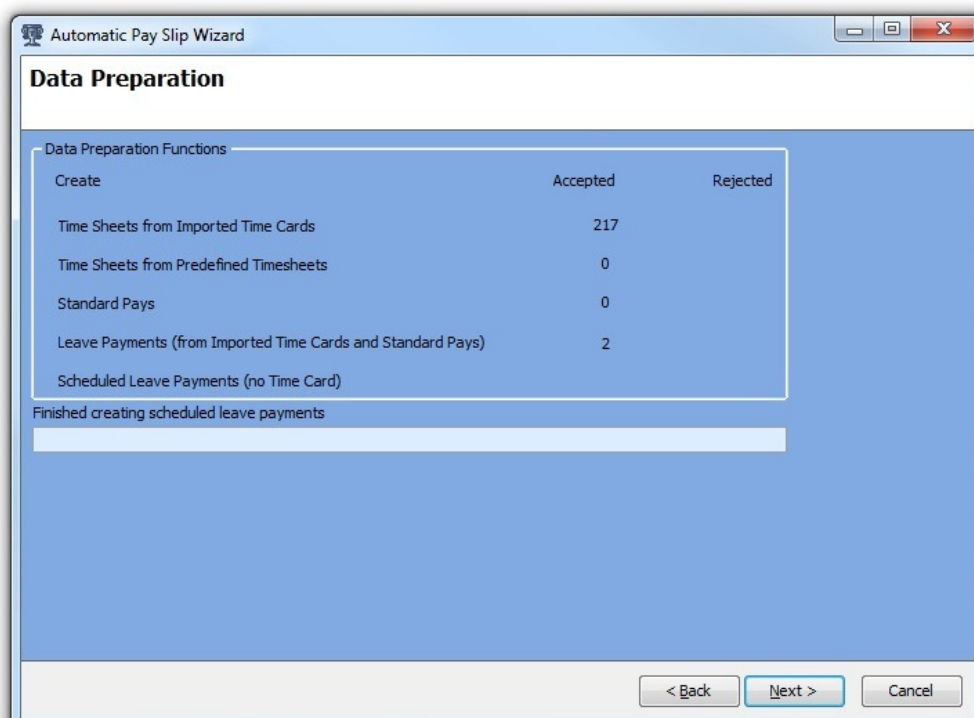 Automatic Pay Slip Wizard
Data Preparation
Data Preparation Functions
Create Accepted Rejected
Time Sheets from Imported Time Cards 217
Time Sheets from Predefined Timesheets 0
Standard Pays 0
Leave Payments (from Imported Time Cards and Standard Pays) 2
Scheduled Leave Payments (no Time Card)
Finished creating scheduled leave payments
< Back Next > Cancel